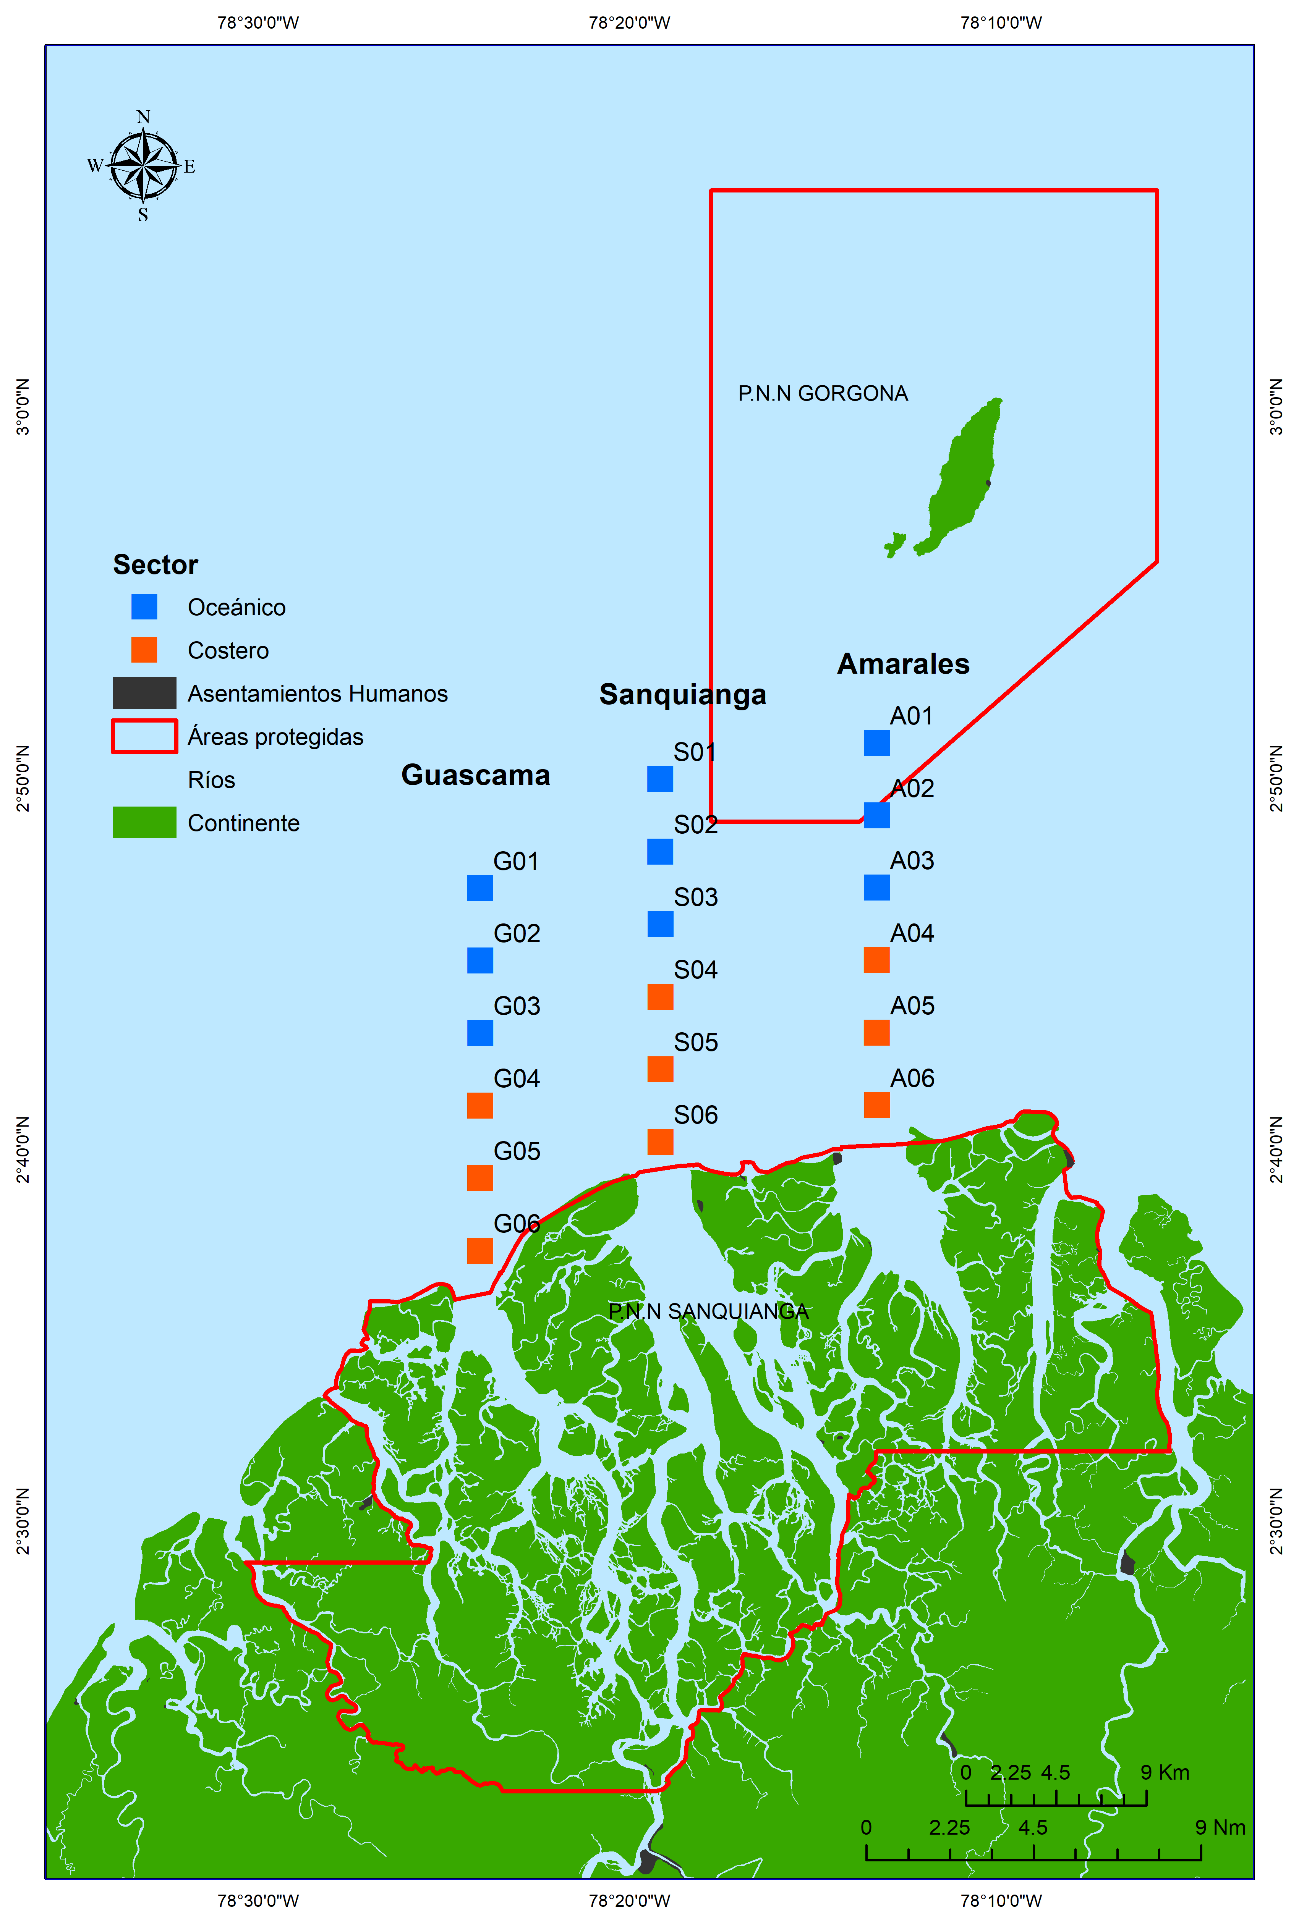 78°30'0"W 78°20'0"W 78°10'0"W
N
W E
S
3°0'0"N 3°0'0"N
P.N.N GORGONA
Sector
Oceánico
Costero
Asentamientos Humanos
Áreas protegidas
Ríos
Continente
Amarales
Sanquianga
Guascama
A01
S01
2°50'0"N 2°50'0"N
A02
S02
G01 A03
S03
G02 A04
S04
G03 A05
S05
G04 A06
S06
2°40'0"N 2°40'0"N
G05
G06
P.N.N SANQUIANGA
2°30'0"N 2°30'0"N
0 2.25 4.5 9 Km
0 2.25 4.5 9 Nm
78°30'0"W 78°20'0"W 78°10'0"W